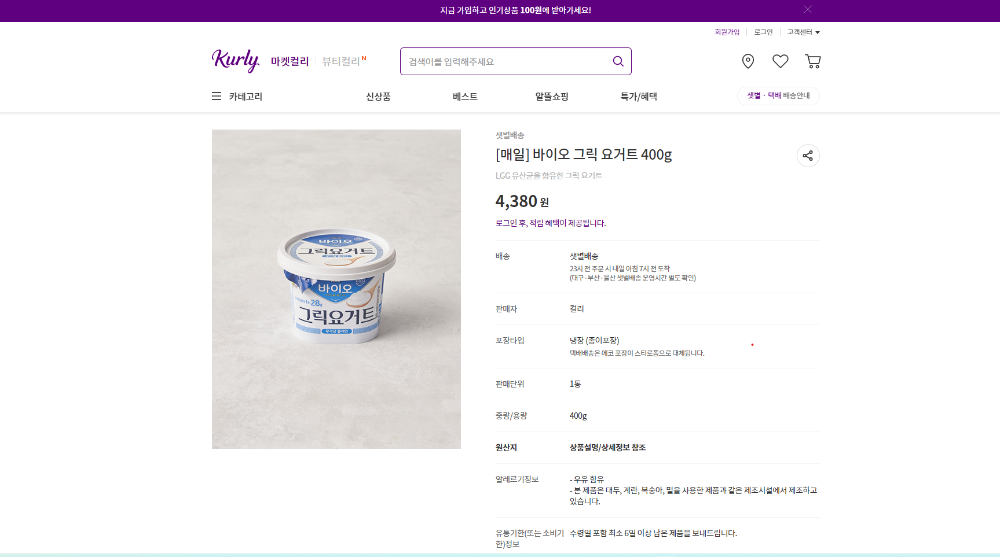 지금 가입하고 인기상품 100원에 받아가세요!
회원가입
로그인
고객센터
Kurly
마켓컬리
뷰티컬리 N
검색어를 입력해주세요
카테고리
신상품
베스트
알뜰쇼핑
특가/혜택
샛별 · 택배 배송안내
바이오
그릭요거트
바이오
28g
그릭요거트
무가당 플레인
샛별배송
[매일] 바이오 그릭 요거트 400g
LGG 유산균을 함유한 그릭 요거트
4,380 원
로그인 후, 적립 혜택이 제공됩니다.
배송
샛별배송
23시 전 주문 시 내일 아침 7시 전 도착
(대구·부산·울산 샛별배송 운영시간 별도 확인)
판매자
컬리
포장타입
냉장 (종이포장)
택배배송은 에코 포장이 스티로폼으로 대체됩니다.
판매단위
1통
중량/용량
400g
원산지
상품설명/상세정보 참조
알레르기정보
- 우유 함유
- 본 제품은 대두, 계란, 복숭아, 밀을 사용한 제품과 같은 제조시설에서 제조하고
있습니다.
유통기한(또는 소비기
한)정보
수령일 포함 최소 6일 이상 남은 제품을 보내드립니다.